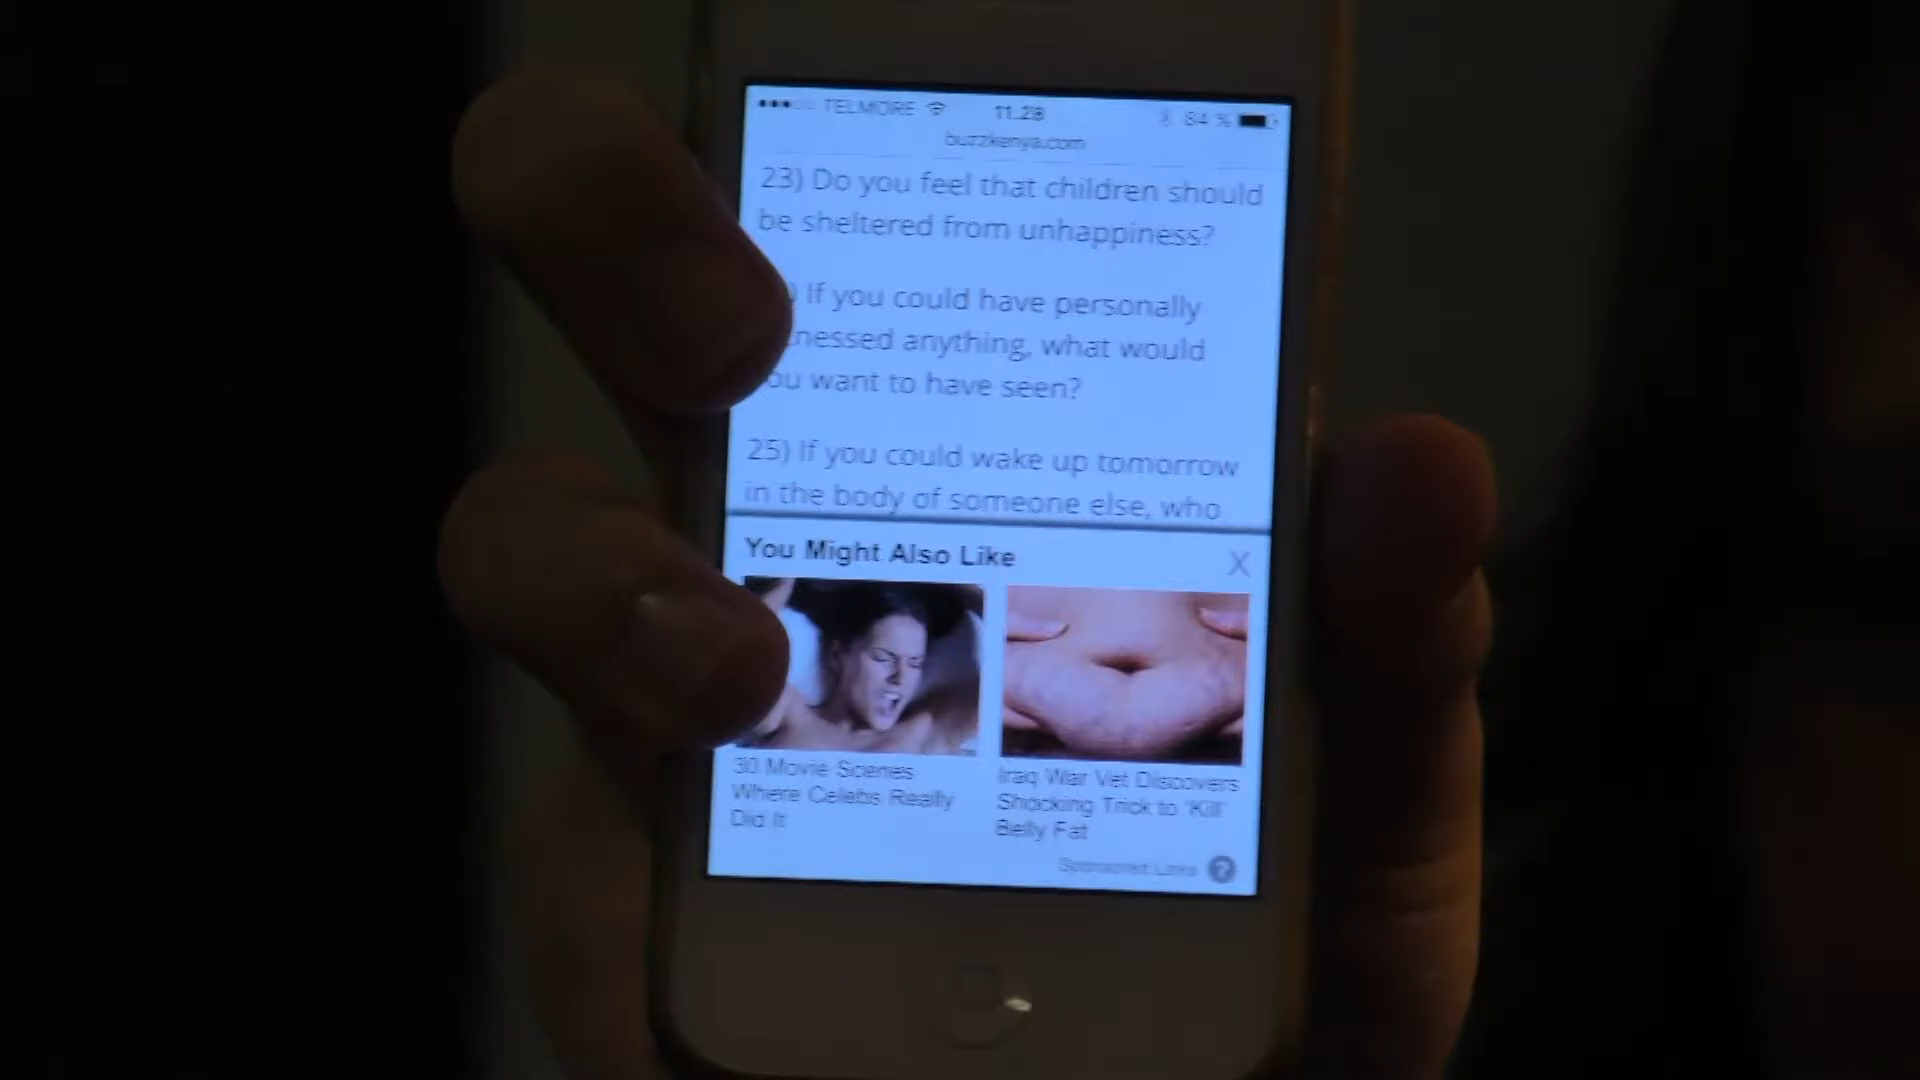 TELMORE 11.28 84 %
buzzkenya.com
23) Do you feel that children should
be sheltered from unhappiness?
) If you could have personally
nessed anything, what would
ou want to have seen?
25) If you could wake up tomorrow
in the body of someone else, who
You Might Also Like X
30 Movie Scenes
Where Celebs Really
Did It
Iraq War Vet Discovers
Shocking Trick to 'Kill'
Belly Fat
Sponsored Links ?